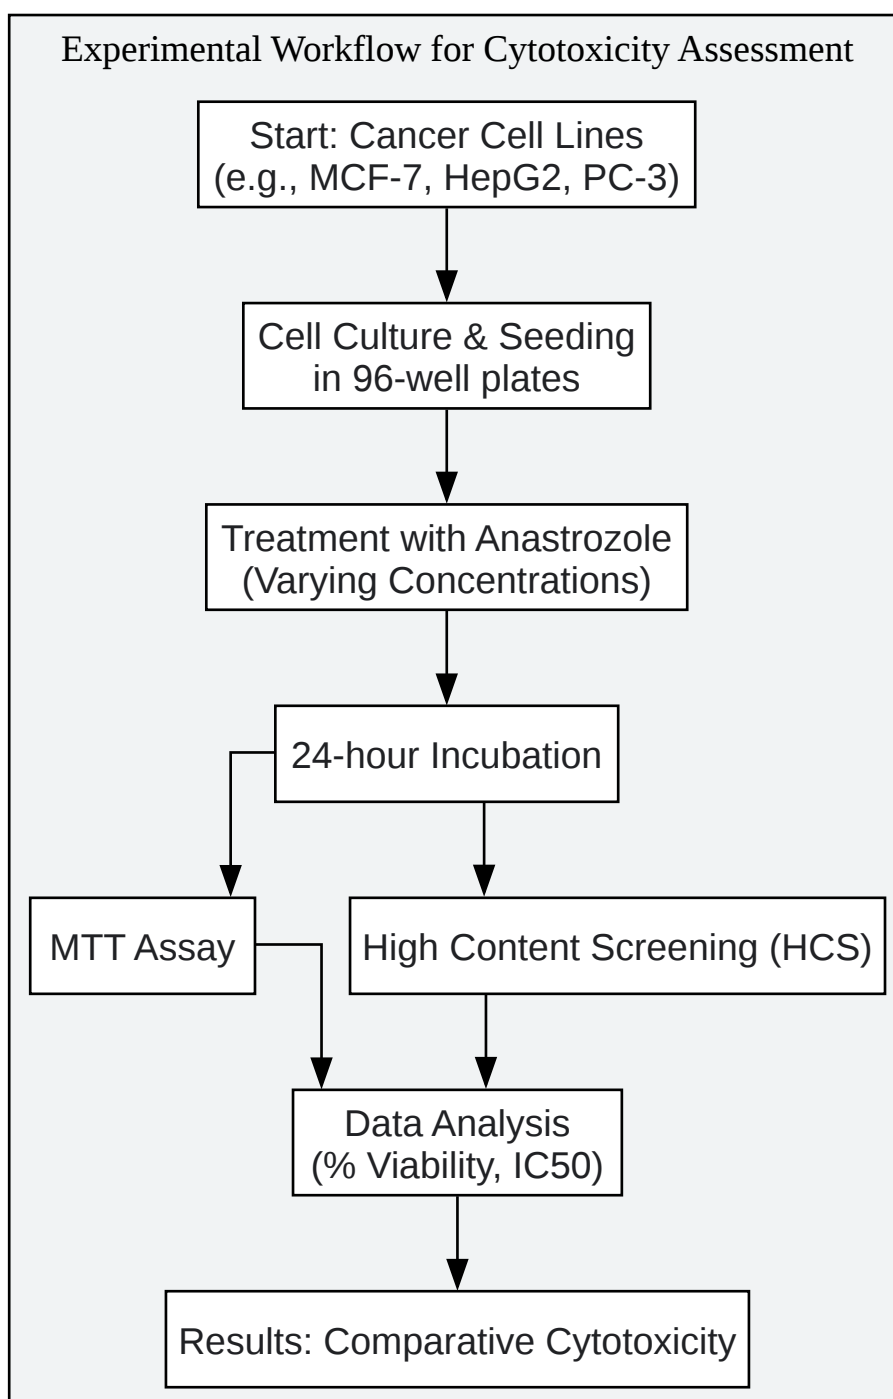 Experimental Workflow for Cytotoxicity Assessment
Start: Cancer Cell Lines
(e.g., MCF-7, HepG2, PC-3)
Cell Culture & Seeding
in 96-well plates
Treatment with Anastrozole
(Varying Concentrations)
24-hour Incubation
MTT Assay
High Content Screening (HCS)
Data Analysis
(% Viability, IC50)
Results: Comparative Cytotoxicity